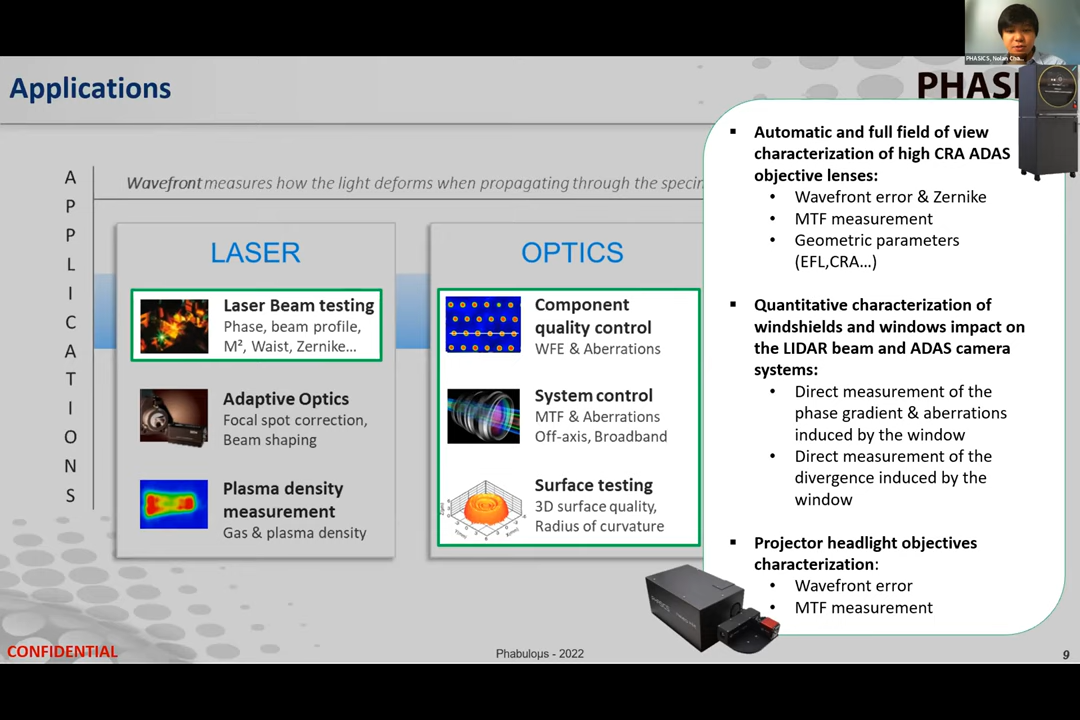 PHASICS, Nolan Cha...
Applications
PHASI
A
P
P
L
I
C
A
T
I
O
N
S
Wavefront measures how the light deforms when propagating through the specim
LASER
Laser Beam testing
Phase, beam profile,
M², Waist, Zernike...
Adaptive Optics
Focal spot correction,
Beam shaping
Plasma density
measurement
Gas & plasma density
OPTICS
Component
quality control
WFE & Aberrations
System control
MTF & Aberrations
Off-axis, Broadband
Surface testing
3D surface quality,
Radius of curvature
▪ Automatic and full field of view
characterization of high CRA ADAS
objective lenses:
• Wavefront error & Zernike
• MTF measurement
• Geometric parameters
(EFL,CRA...)
▪ Quantitative characterization of
windshields and windows impact on
the LIDAR beam and ADAS camera
systems:
• Direct measurement of the
phase gradient & aberrations
induced by the window
• Direct measurement of the
divergence induced by the
window
▪ Projector headlight objectives
characterization:
• Wavefront error
• MTF measurement
PHASICS
CONFIDENTIAL
Phabuloµs - 2022
9